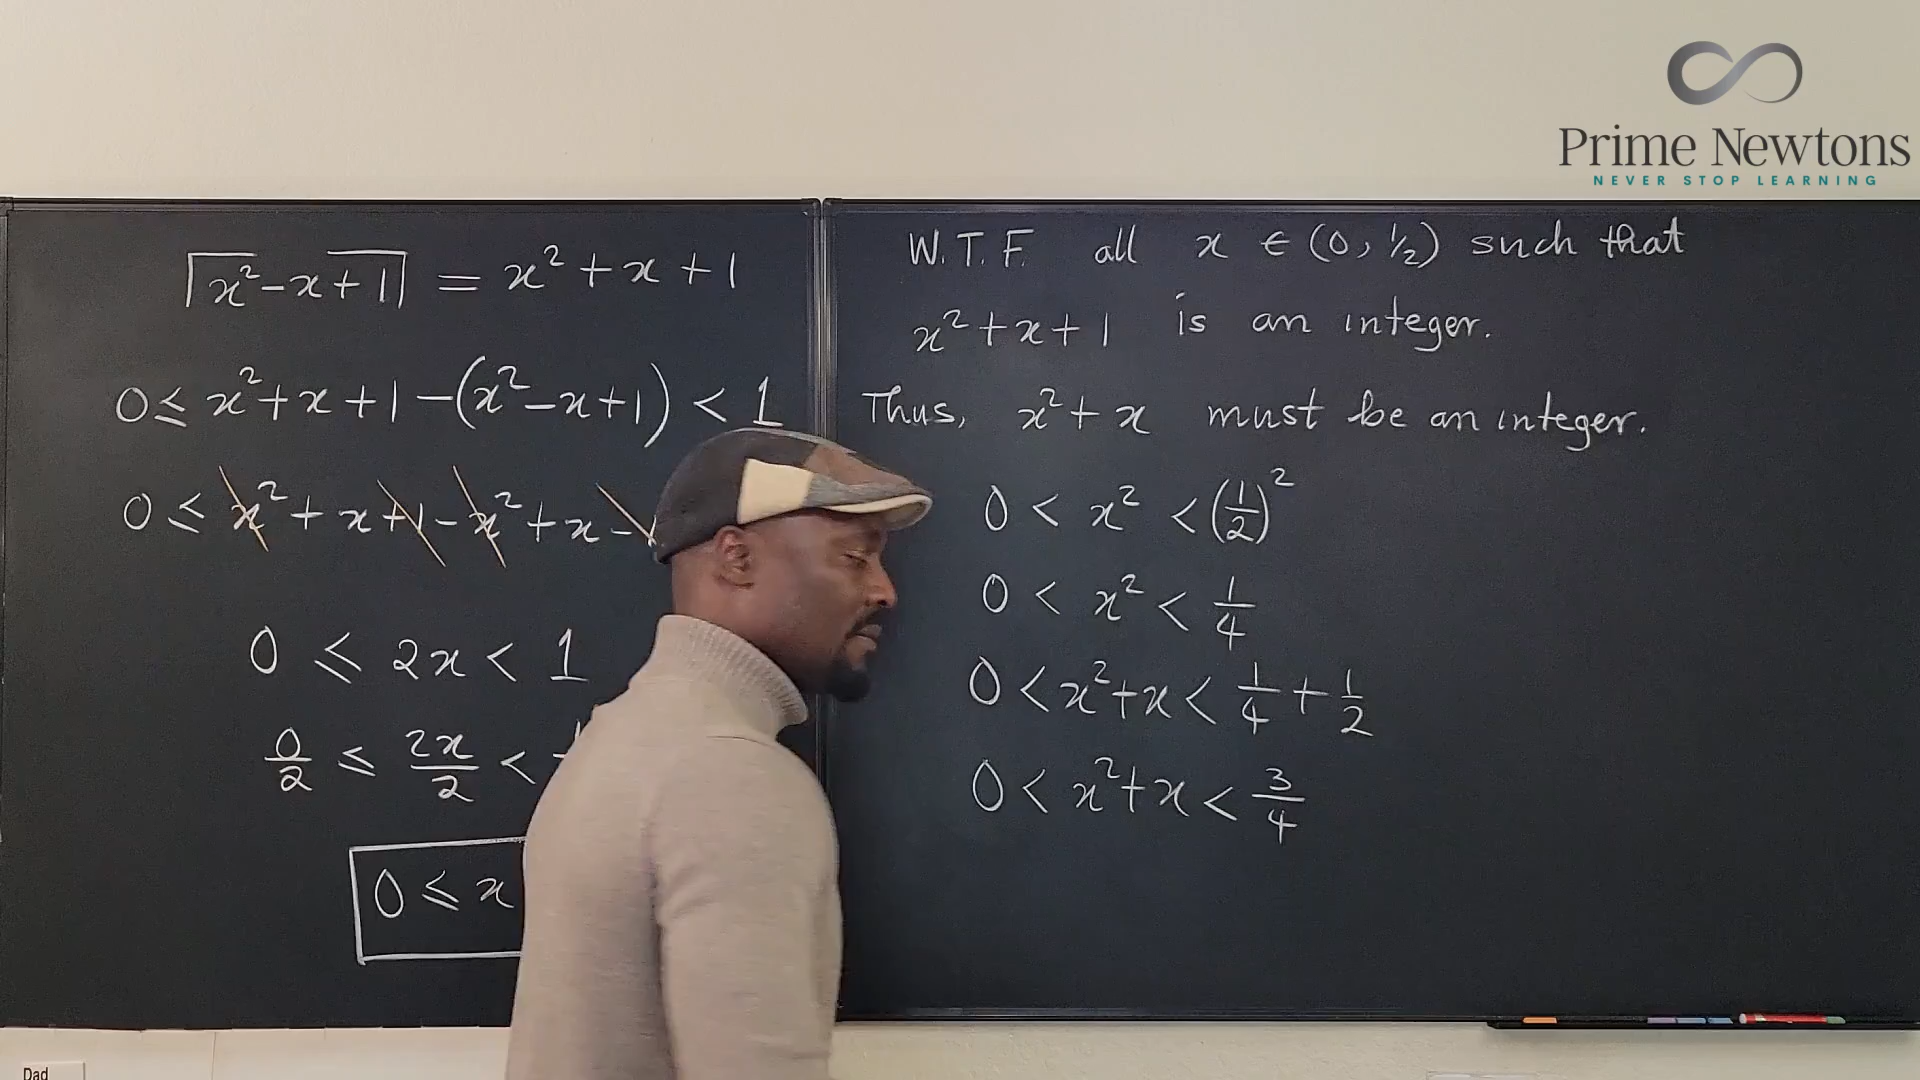 Prime Newtons
NEVER STOP LEARNING
⌈x² - x + 1⌉ = x² + x + 1
0 ≤ x² + x + 1 - (x² - x + 1) < 1
0 ≤ x² + x + 1 - x² + x -
0 ≤ 2x < 1
0/2 ≤ 2x/2 <
0 ≤ x
W.T.F. all x ∈ (0, 1/2) such that
x² + x + 1 is an integer.
Thus, x² + x must be an integer.
0 < x² < (1/2)²
0 < x² < 1/4
0 < x² + x < 1/4 + 1/2
0 < x² + x < 3/4
Dad